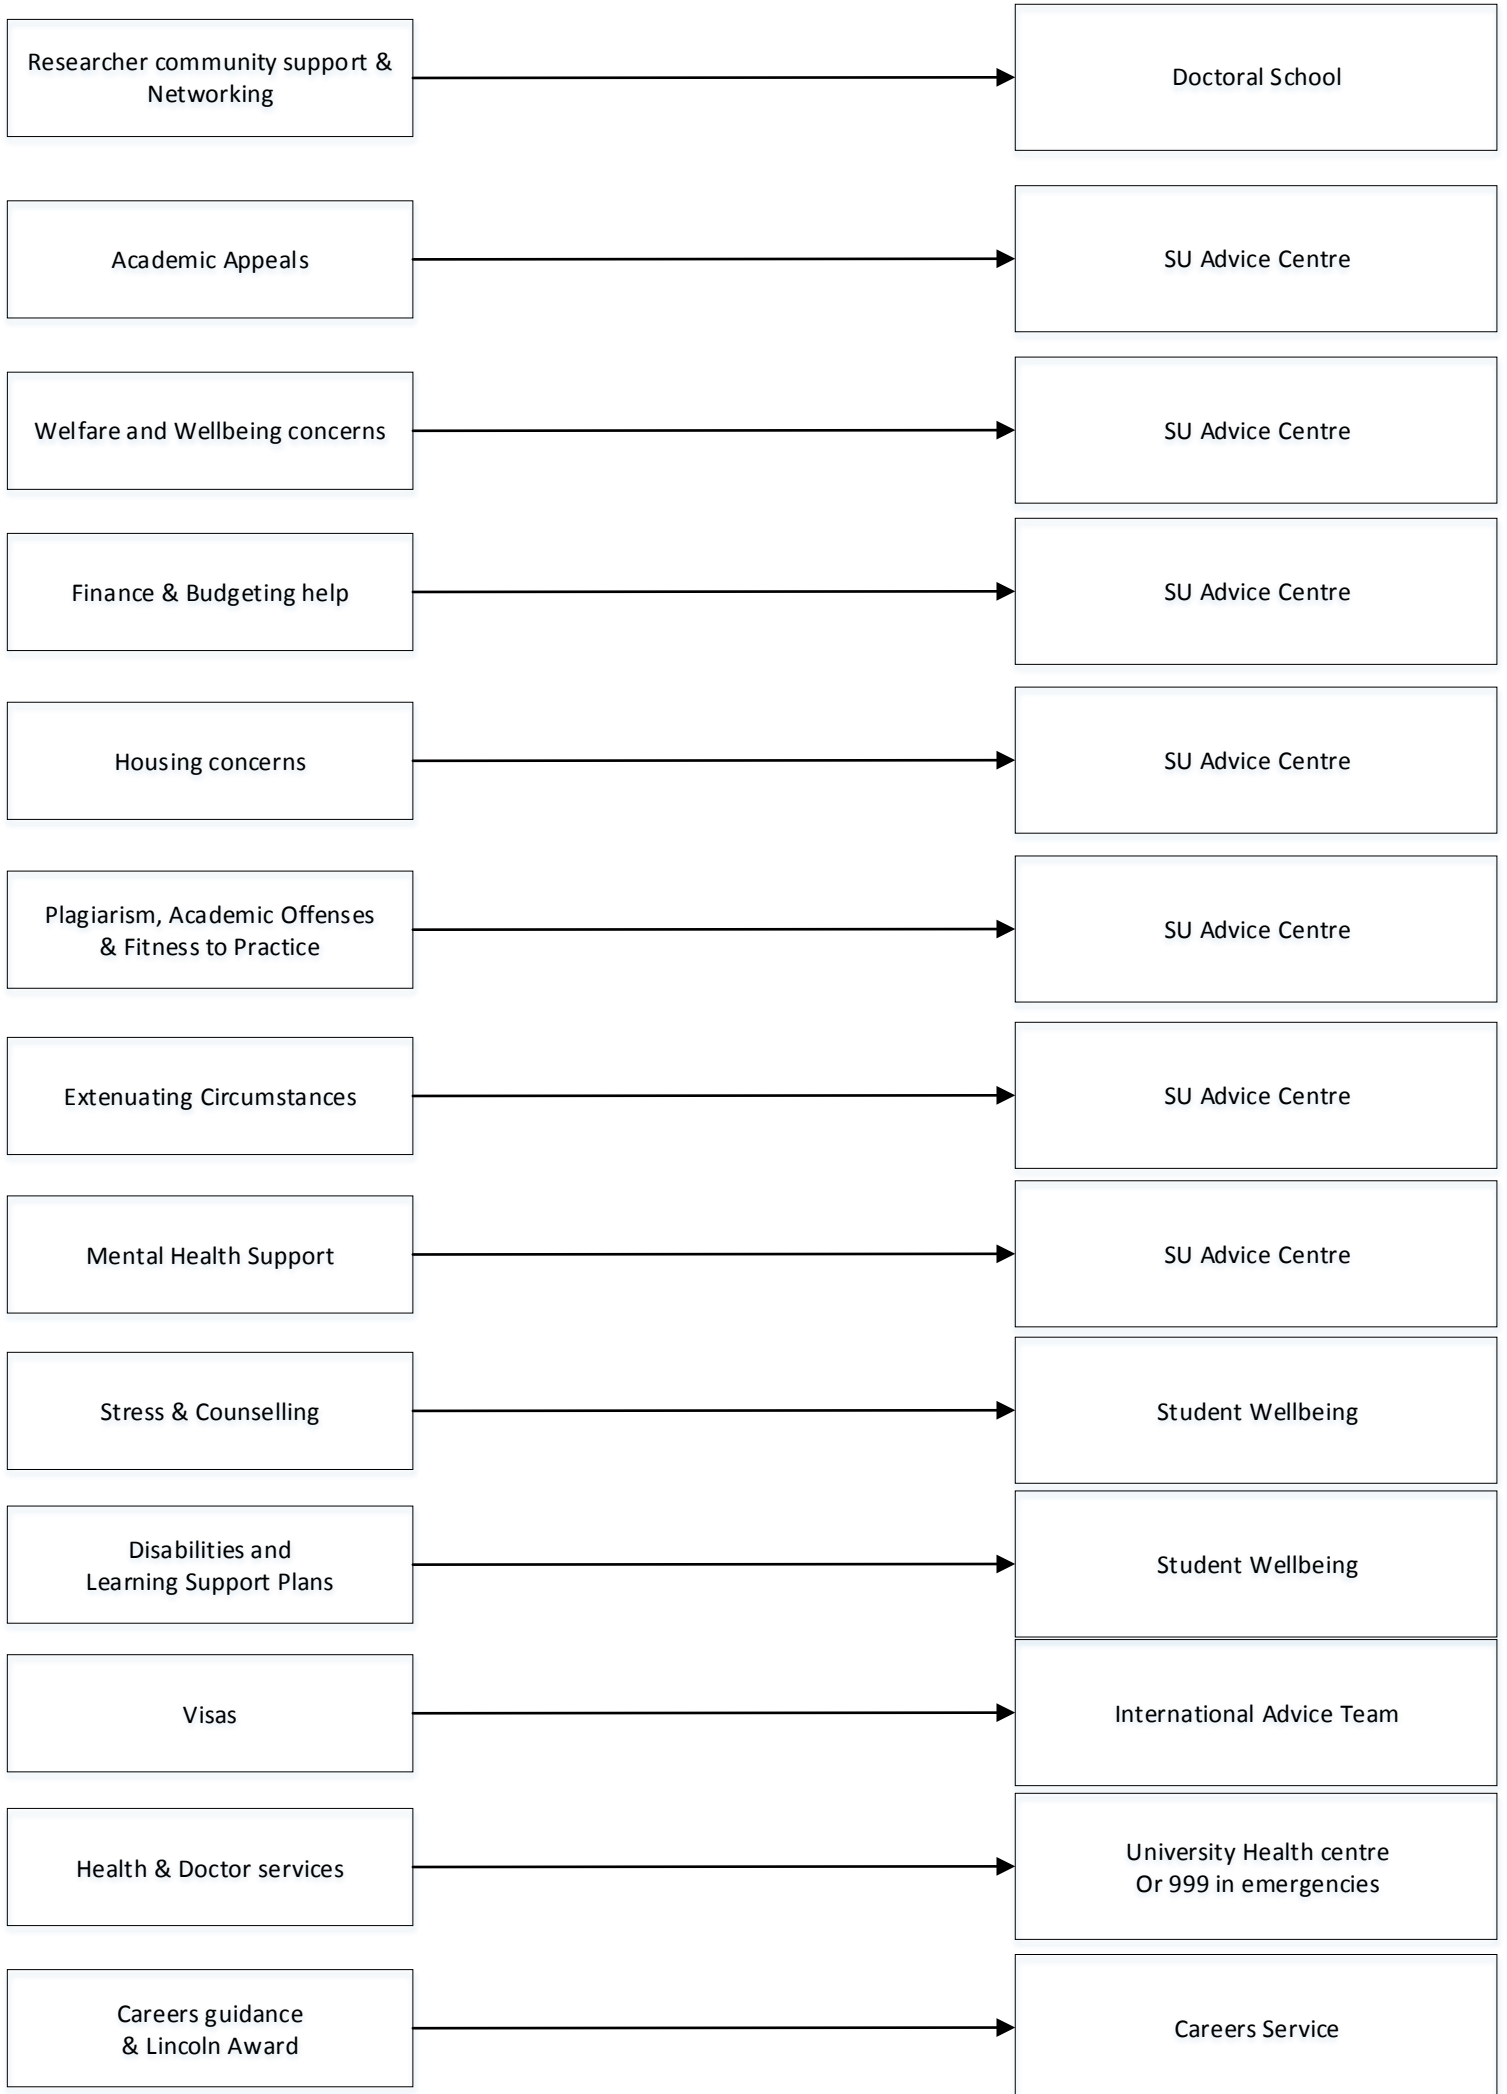 Researcher community support &
Networking
Doctoral School
Academic Appeals
SU Advice Centre
Welfare and Wellbeing concerns
SU Advice Centre
Finance & Budgeting help
SU Advice Centre
Housing concerns
SU Advice Centre
Plagiarism, Academic Offenses
& Fitness to Practice
SU Advice Centre
Extenuating Circumstances
SU Advice Centre
Mental Health Support
SU Advice Centre
Stress & Counselling
Student Wellbeing
Disabilities and
Learning Support Plans
Student Wellbeing
Visas
International Advice Team
Health & Doctor services
University Health centre
Or 999 in emergencies
Careers guidance
& Lincoln Award
Careers Service